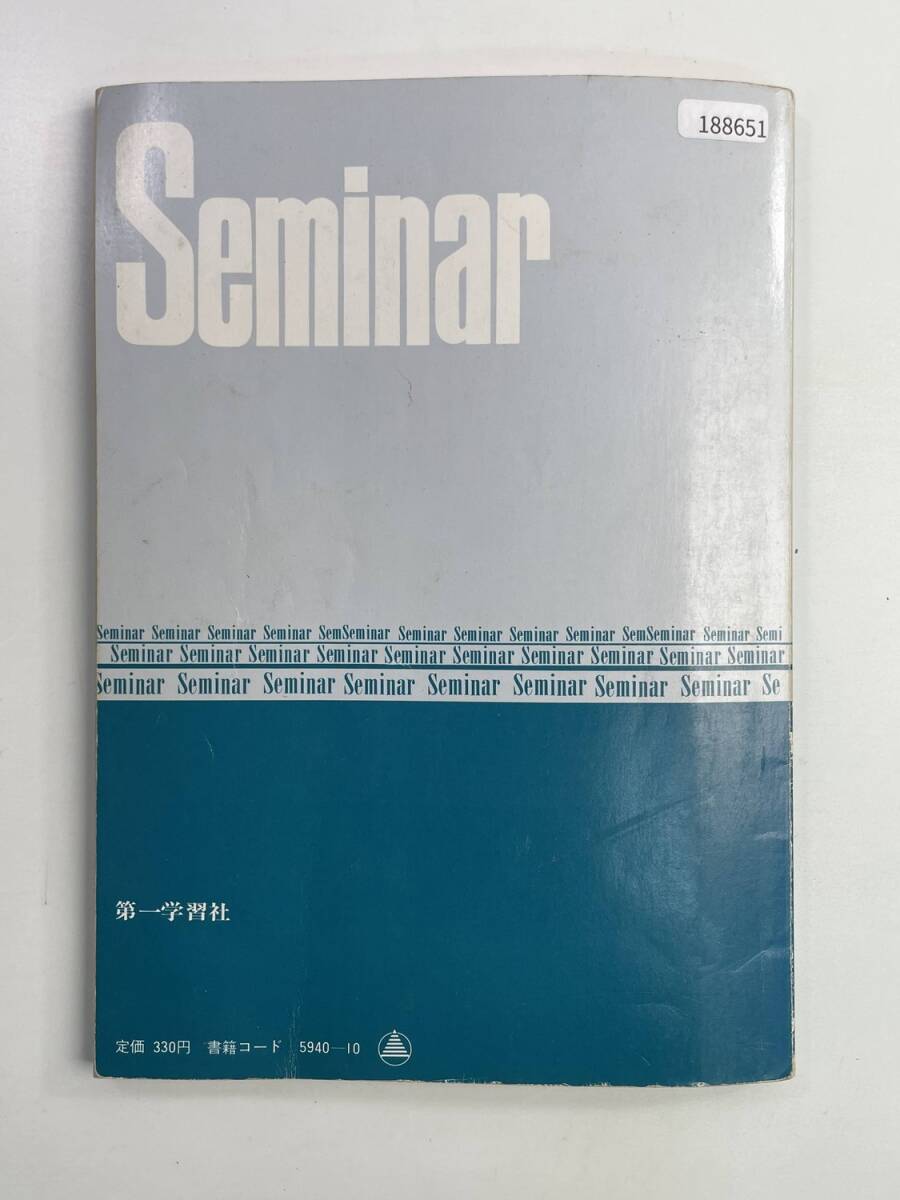 188651
Seminar
Seminar Seminar Seminar Seminar SemSeminar Seminar Seminar Seminar Seminar SemSeminar Seminar Semi
Seminar Seminar Seminar Seminar Seminar Seminar Seminar Seminar Seminar Seminar
Seminar Seminar Seminar Seminar Seminar Seminar Seminar Seminar Se
第一学習社
定価 330円 書籍コード 5940—10